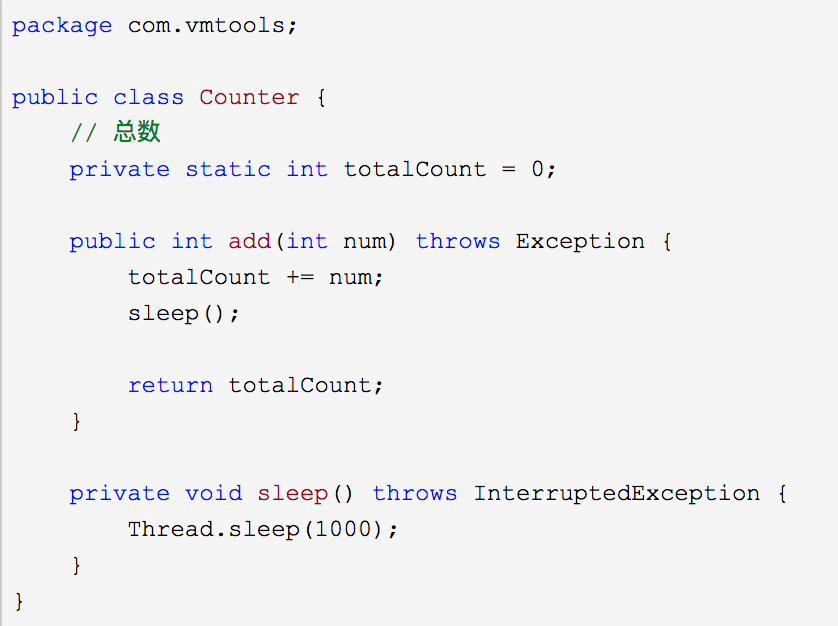 package com.vmtools;
public class Counter {
// 总数
private static int totalCount = 0;
public int add(int num) throws Exception {
totalCount += num;
sleep();
return totalCount;
}
private void sleep() throws InterruptedException {
Thread.sleep(1000);
}
}